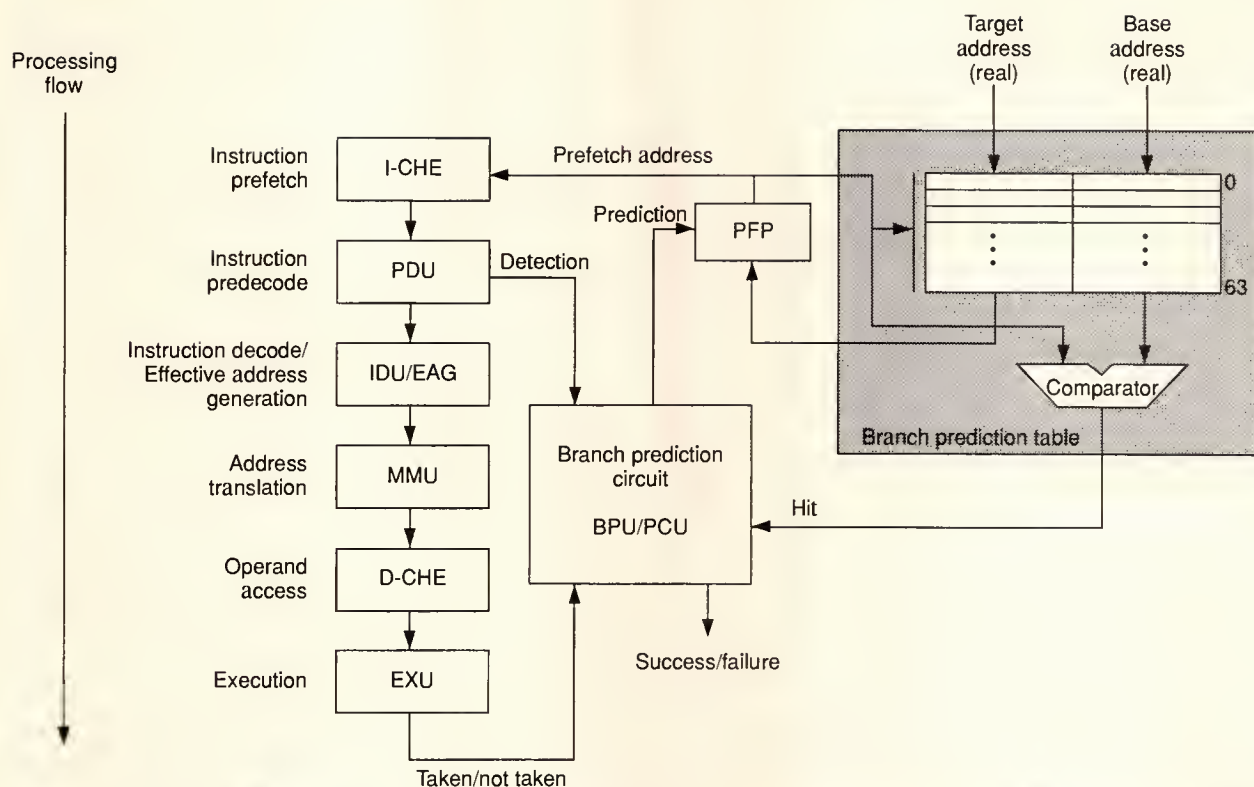 Processing
flow
Target
address
(real)
Base
address
(real)
Instruction
prefetch
I-CHE
Prefetch address
0
Prediction
PFP
Instruction
predecode
PDU
Detection
63
Instruction decode/
Effective address
generation
IDU/EAG
Comparator
Branch prediction table
Address
translation
MMU
Branch prediction
circuit
BPU/PCU
Hit
Operand
access
D-CHE
Success/failure
Execution
EXU
Taken/not taken